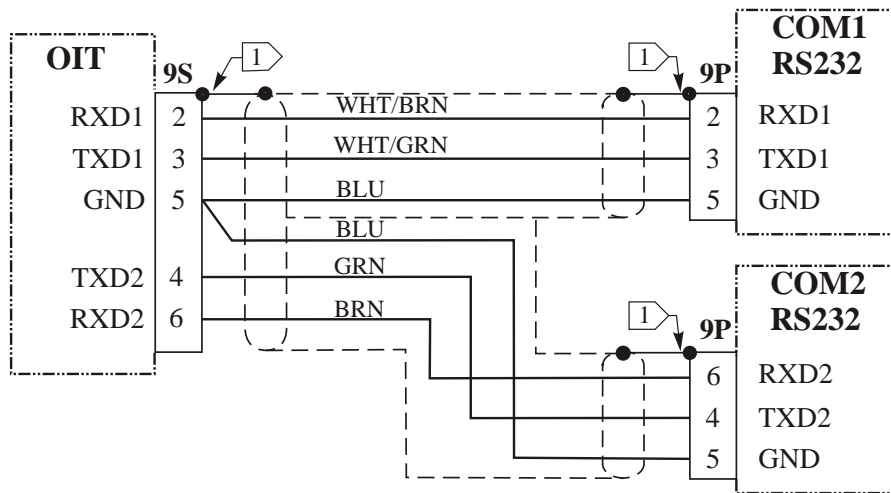 OIT
9S
1
1
9P
COM1
RS232
RXD1 2 WHT/BRN 2 RXD1
TXD1 3 WHT/GRN 3 TXD1
GND 5 BLU 5 GND
BLU
TXD2 4 GRN
RXD2 6 BRN
1
9P
COM2
RS232
6 RXD2
4 TXD2
5 GND